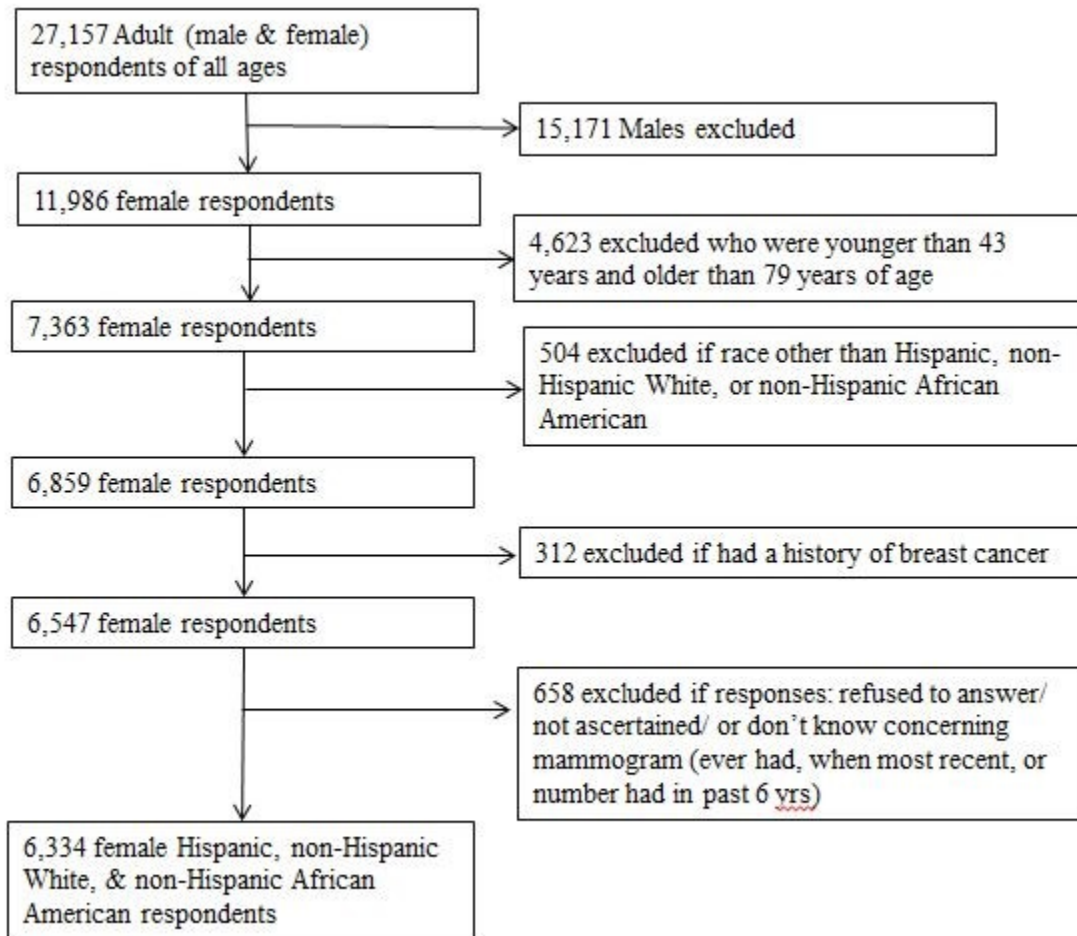 27,157 Adult (male & female)
respondents of all ages
15,171 Males excluded
11,986 female respondents
4,623 excluded who were younger than 43
years and older than 79 years of age
7,363 female respondents
504 excluded if race other than Hispanic, non-
Hispanic White, or non-Hispanic African
American
6,859 female respondents
312 excluded if had a history of breast cancer
6,547 female respondents
658 excluded if responses: refused to answer/
not ascertained/ or don’t know concerning
mammogram (ever had, when most recent, or
number had in past 6 yrs)
6,334 female Hispanic, non-Hispanic
White, & non-Hispanic African
American respondents